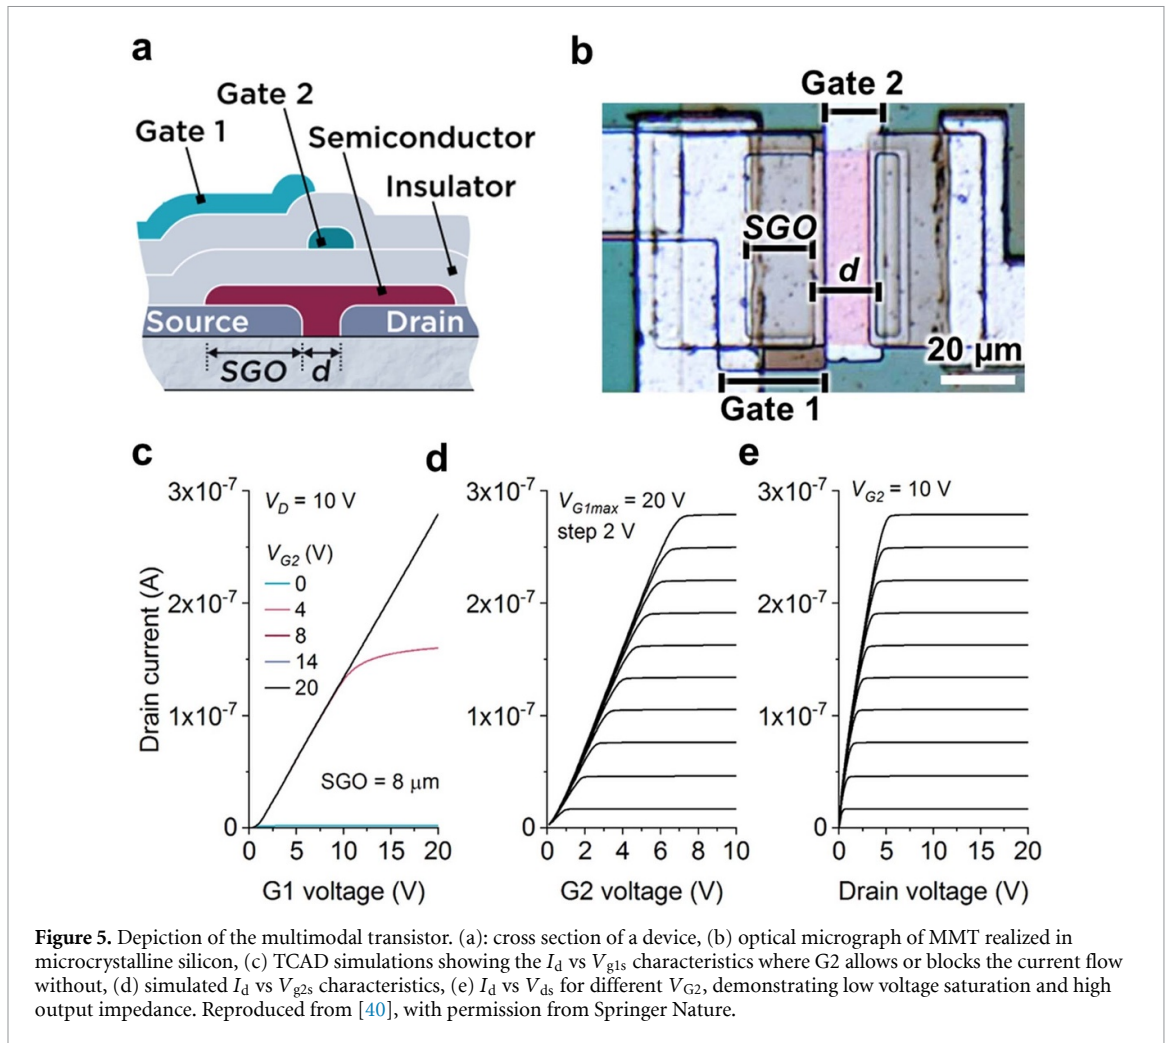 a
Gate 2
Gate 1
Semiconductor
Insulator
Source
Drain
SGO
d
b
Gate 2
SGO
d
20 µm
Gate 1
c
3x10-7
2x10-7
1x10-7
0
Drain current (A)
VD = 10 V
VG2 (V)
0
4
8
14
20
SGO = 8 µm
0 5 10 15 20
G1 voltage (V)
d
3x10-7
2x10-7
1x10-7
0
VG1max = 20 V
step 2 V
0 2 4 6 8 10
G2 voltage (V)
e
3x10-7
2x10-7
1x10-7
0
VG2 = 10 V
0 5 10 15 20
Drain voltage (V)
Figure 5. Depiction of the multimodal transistor. (a): cross section of a device, (b) optical micrograph of MMT realized in
microcrystalline silicon, (c) TCAD simulations showing the Id vs Vg1s characteristics where G2 allows or blocks the current flow
without, (d) simulated Id vs Vg2s characteristics, (e) Id vs Vds for different VG2, demonstrating low voltage saturation and high
output impedance. Reproduced from [40], with permission from Springer Nature.